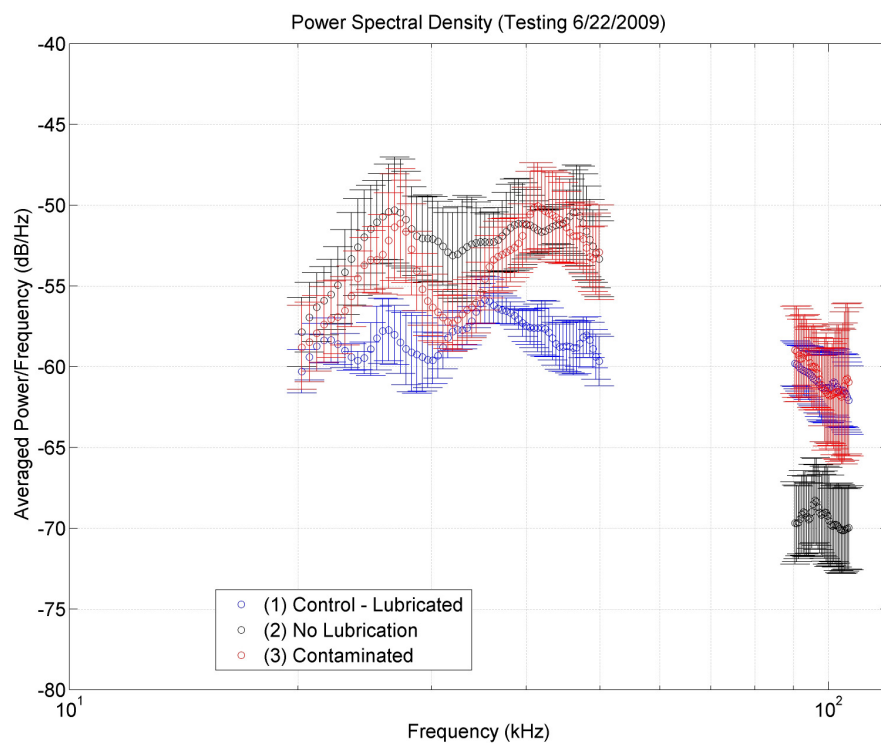 Power Spectral Density (Testing 6/22/2009)
-40
-45
-50
-55
-60
-65
-70
-75
-80
Averaged Power/Frequency (dB/Hz)
(1) Control - Lubricated
(2) No Lubrication
(3) Contaminated
10^1
10^2
Frequency (kHz)